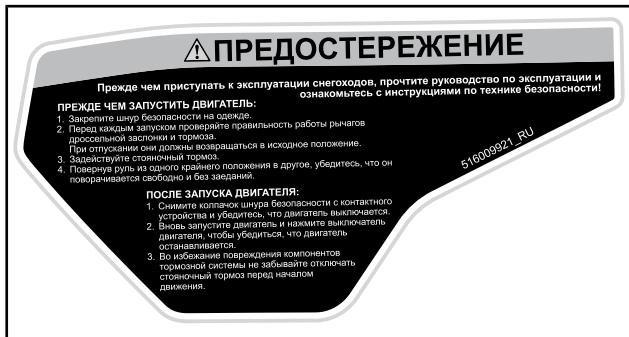 ПРЕДОСТЕРЕЖЕНИЕ
Прежде чем приступать к эксплуатации снегоходов, прочтите руководство по эксплуатации и
ознакомьтесь с инструкциями по технике безопасности!
ПРЕЖДЕ ЧЕМ ЗАПУСТИТЬ ДВИГАТЕЛЬ:
1. Закрепите шнур безопасности на одежде.
2. Перед каждым запуском проверяйте правильность работы рычагов
дроссельной заслонки и тормоза.
При отпускании они должны возвращаться в исходное положение.
3. Задействуйте стояночный тормоз.
4. Повернув руль из одного крайнего положения в другое, убедитесь, что он
поворачивается свободно и без заеданий.
516009921_RU
ПОСЛЕ ЗАПУСКА ДВИГАТЕЛЯ:
1. Снимите колпачок шнура безопасности с контактного
устройства и убедитесь, что двигатель выключается.
2. Вновь запустите двигатель и нажмите выключатель
двигателя, чтобы убедиться, что двигатель
останавливается.
3. Во избежание повреждения компонентов
тормозной системы не забывайте отключать
стояночный тормоз перед началом
движения.